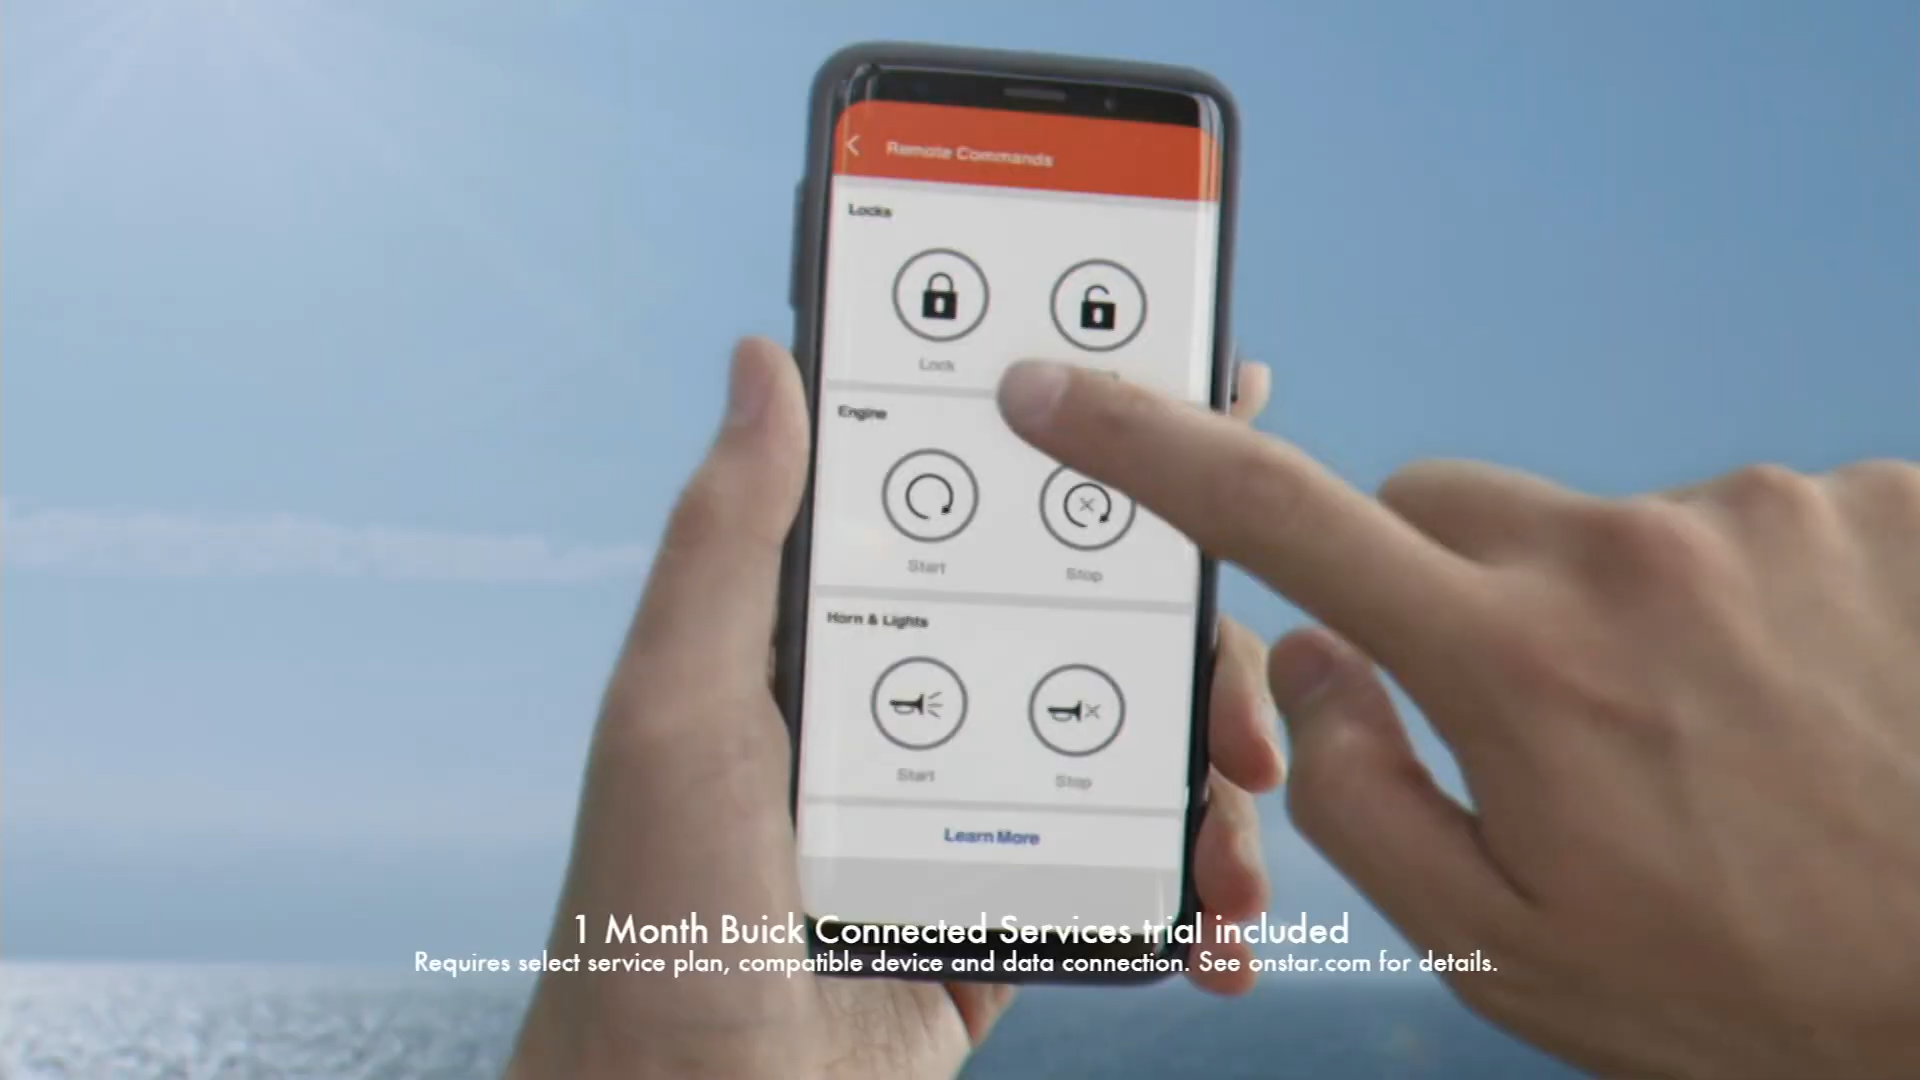 Remote Commands
Locks
Lock
Engine
Start Stop
Horn & Lights
Start Stop
Learn More
1 Month Buick Connected Services trial included
Requires select service plan, compatible device and data connection. See onstar.com for details.